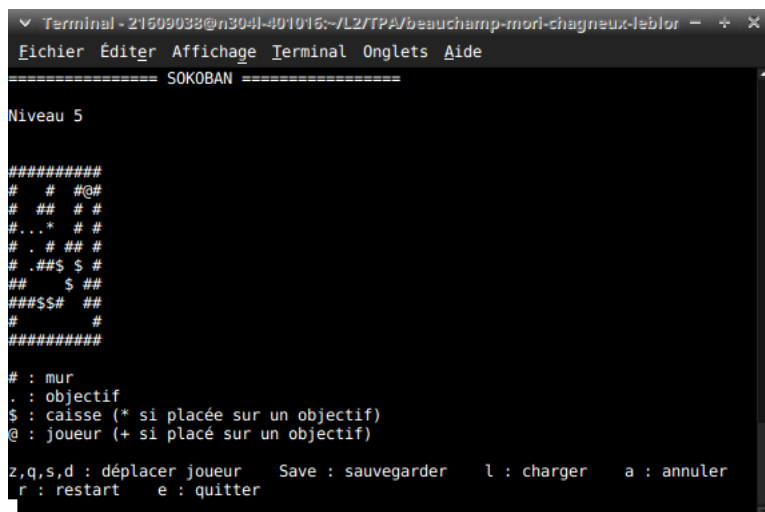 Terminal - 21609038@n304l-401016:~/L2/TPA/beauchamp-mori-chagneux-leblor
Fichier Éditer Affichage Terminal Onglets Aide
================ SOKOBAN =================
Niveau 5
##########
#   #  #@#
#  ##  # #
#...*  # #
# . # ## #
# .##$ $ #
##    $ ##
###$$#  ##
#        #
##########
# : mur
. : objectif
$ : caisse (* si placée sur un objectif)
@ : joueur (+ si placé sur un objectif)
z,q,s,d : déplacer joueur    Save : sauvegarder    l : charger    a : annuler
 r : restart    e : quitter